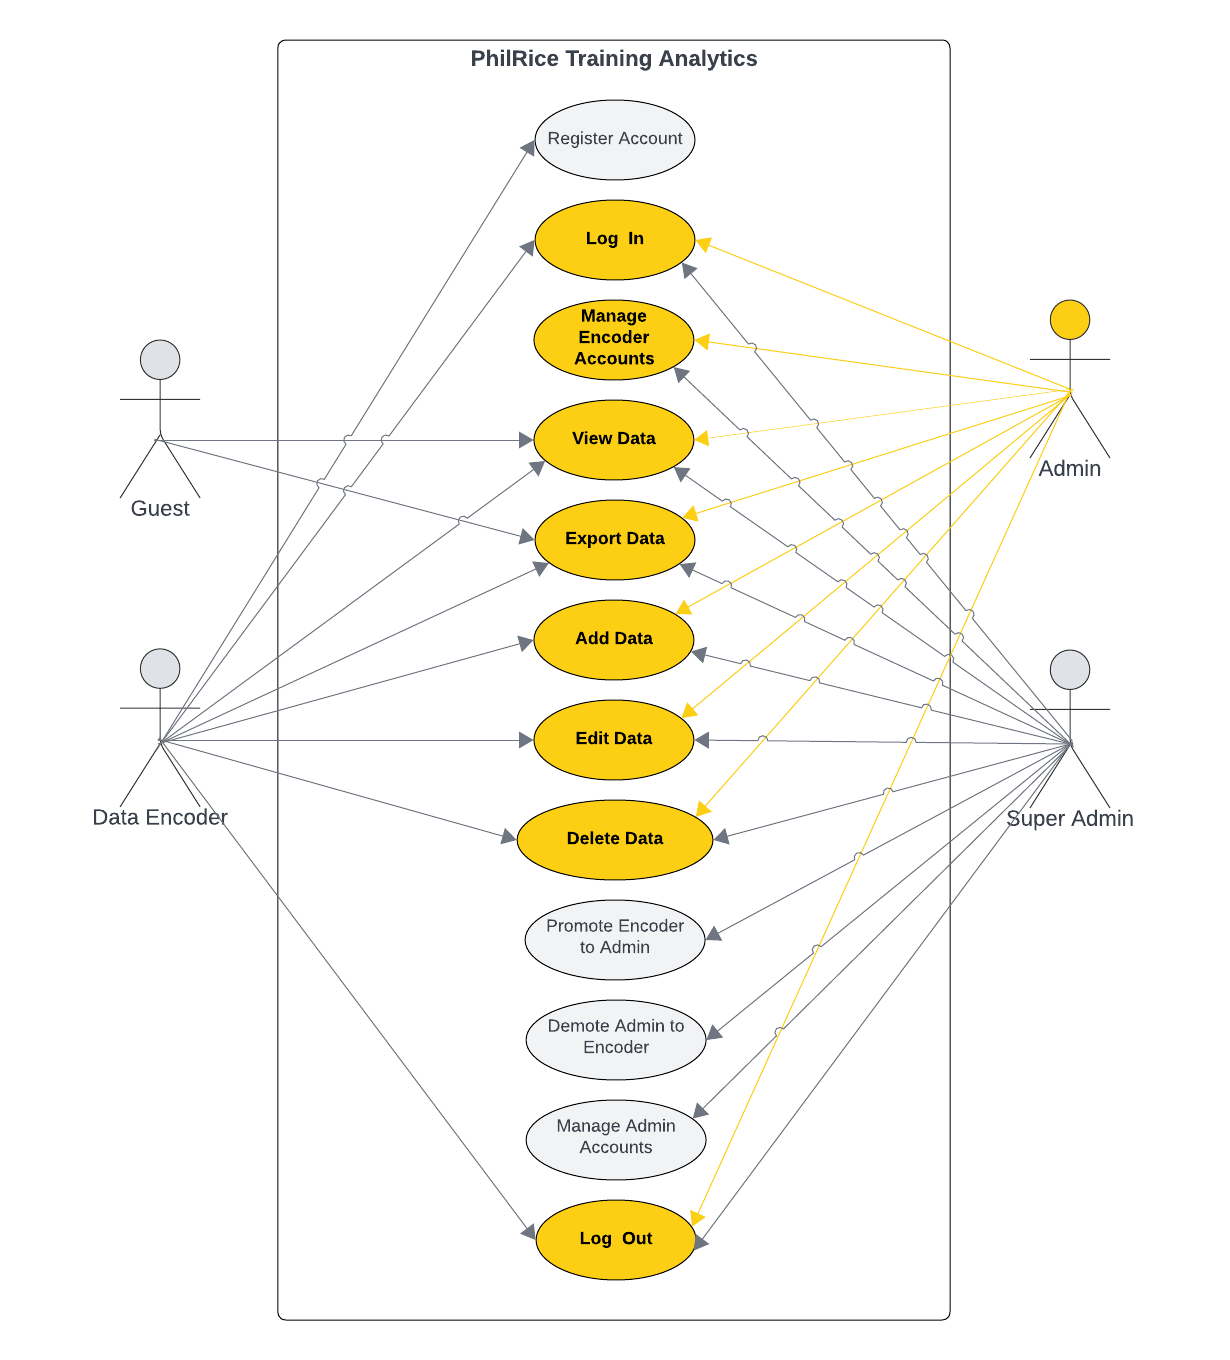 PhilRice Training Analytics
Register Account
Log  In
Manage
Encoder
Accounts
View Data
Export Data
Add Data
Edit Data
Delete Data
Promote Encoder
to Admin
Demote Admin to
Encoder
Manage Admin
Accounts
Log  Out
Guest
Data Encoder
Admin
Super Admin